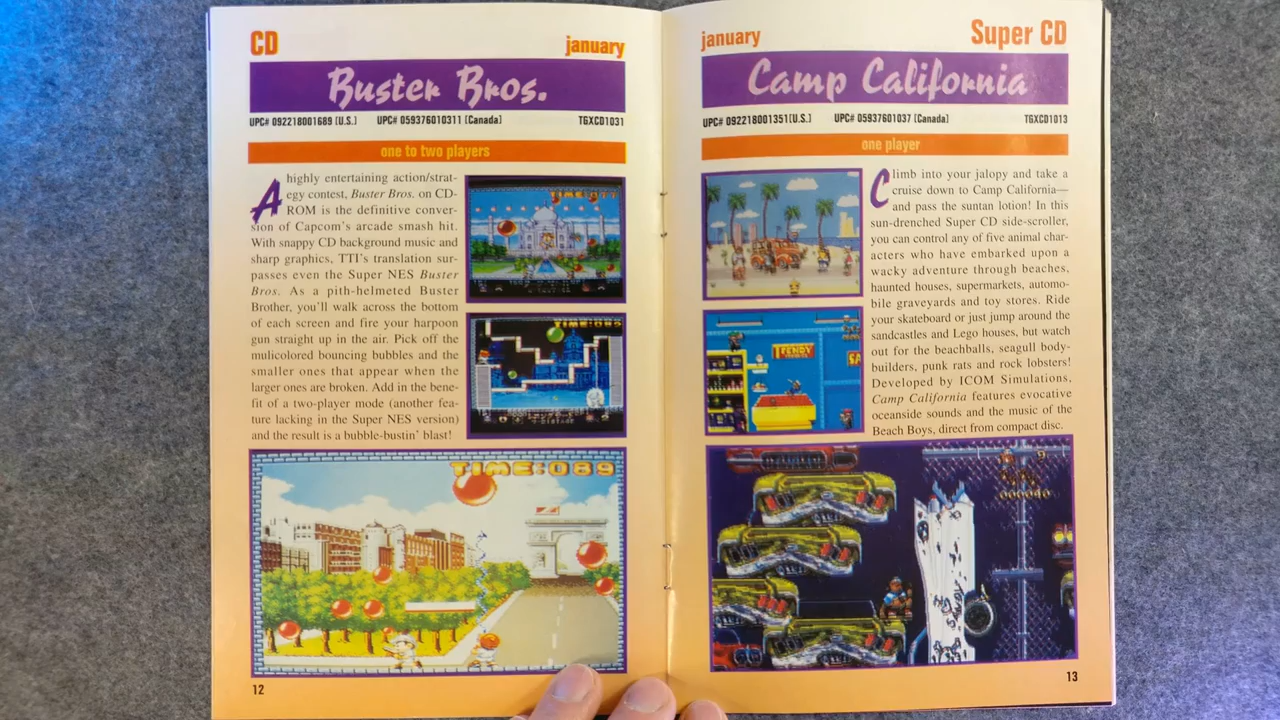 CD
january
Buster Bros.
UPC# 092218001689 (U.S.) UPC# 05937601O311 (Canada) TGXCD1031
one to two players
A highly entertaining action/strat-
egy contest, Buster Bros. on CD-
ROM is the definitive conver-
sion of Capcom's arcade smash hit.
With snappy CD background music and
sharp graphics, TTI's translation sur-
passes even the Super NES Buster
Bros. As a pith-helmeted Buster
Brother, you'll walk across the bottom
of each screen and fire your harpoon
gun straight up in the air. Pick off the
mulicolored bouncing bubbles and the
smaller ones that appear when the
larger ones are broken. Add in the bene-
fit of a two-player mode (another fea-
ture lacking in the Super NES version)
and the result is a bubble-bustin' blast!
TIME:085
TIME:089
12
january
Super CD
Camp California
UPC# 092218001351(U.S.) UPC# 05937601037 (Canada) TGXCD1013
one player
Climb into your jalopy and take a
cruise down to Camp California—
and pass the suntan lotion! In this
sun-drenched Super CD side-scroller,
you can control any of five animal char-
acters who have embarked upon a
wacky adventure through beaches,
haunted houses, supermarkets, automo-
bile graveyards and toy stores. Ride
your skateboard or just jump around the
sandcastles and Lego houses, but watch
out for the beachballs, seagull body-
builders, punk rats and rock lobsters!
Developed by ICOM Simulations,
Camp California features evocative
oceanside sounds and the music of the
Beach Boys, direct from compact disc.
TRENDY
SA
9
13